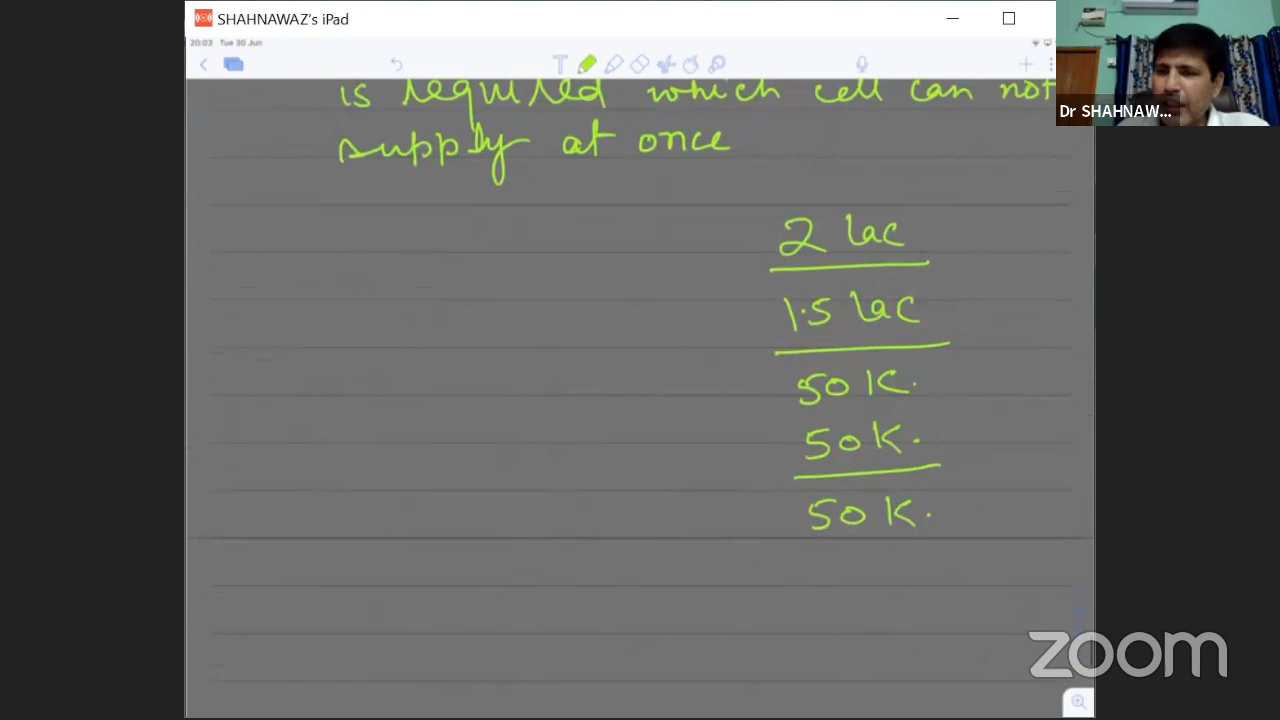 SHAHNAWAZ's iPad
20:03 Tue 30 Jun
is required which cell can not
supply at once
Dr SHAHNAW...
2 lac
1.5 lac
50 K.
50 K.
50 K.
zoom